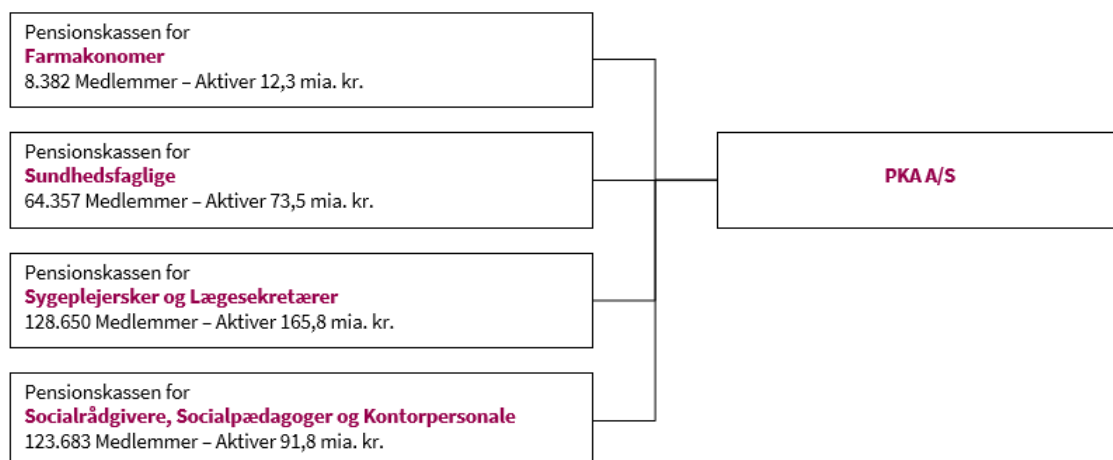 Pensionskassen for
Farmakonomer
8.382 Medlemmer – Aktiver 12,3 mia. kr.
Pensionskassen for
Sundhedsfaglige
64.357 Medlemmer – Aktiver 73,5 mia. kr.
PKA A/S
Pensionskassen for
Sygeplejersker og Lægesekretærer
128.650 Medlemmer – Aktiver 165,8 mia. kr.
Pensionskassen for
Socialrådgivere, Socialpædagoger og Kontorpersonale
123.683 Medlemmer – Aktiver 91,8 mia. kr.